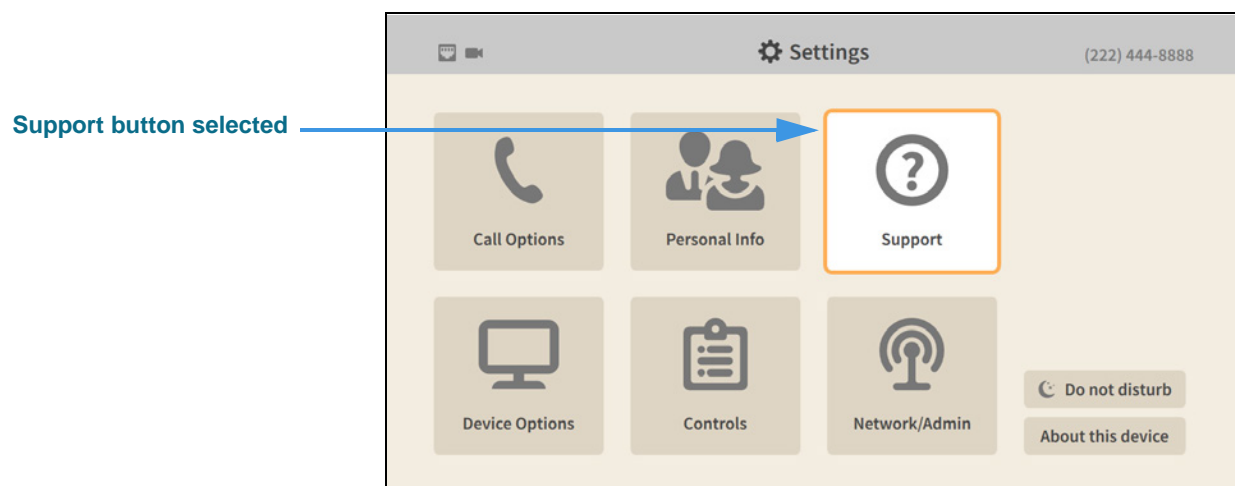 Settings
(222) 444-8888
Support button selected
Call Options
Personal Info
Support
Device Options
Controls
Network/Admin
Do not disturb
About this device